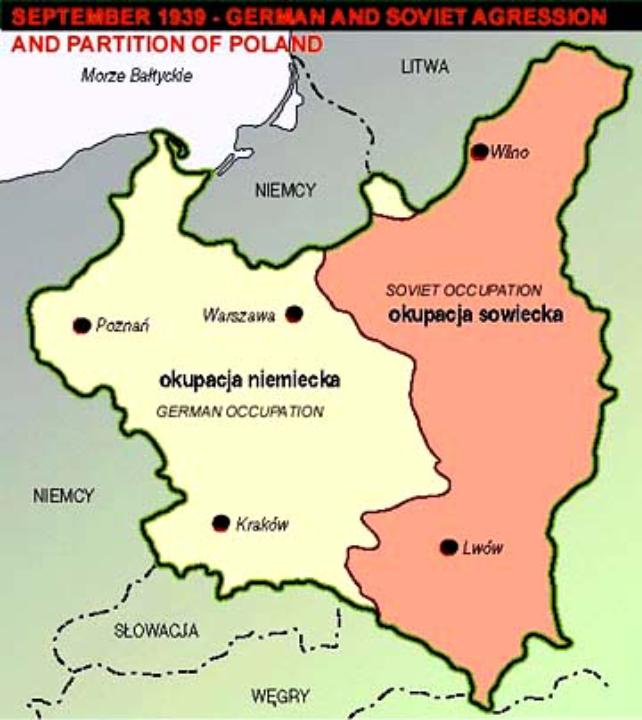 SEPTEMBER 1939 - GERMAN AND SOVIET AGRESSION
AND PARTITION OF POLAND
Morze Bałtyckie
LITWA
Wilno
NIEMCY
SOVIET OCCUPATION
okupacja sowiecka
Poznań
Warszawa
okupacja niemiecka
GERMAN OCCUPATION
NIEMCY
Kraków
Lwów
SŁOWACJA
WĘGRY